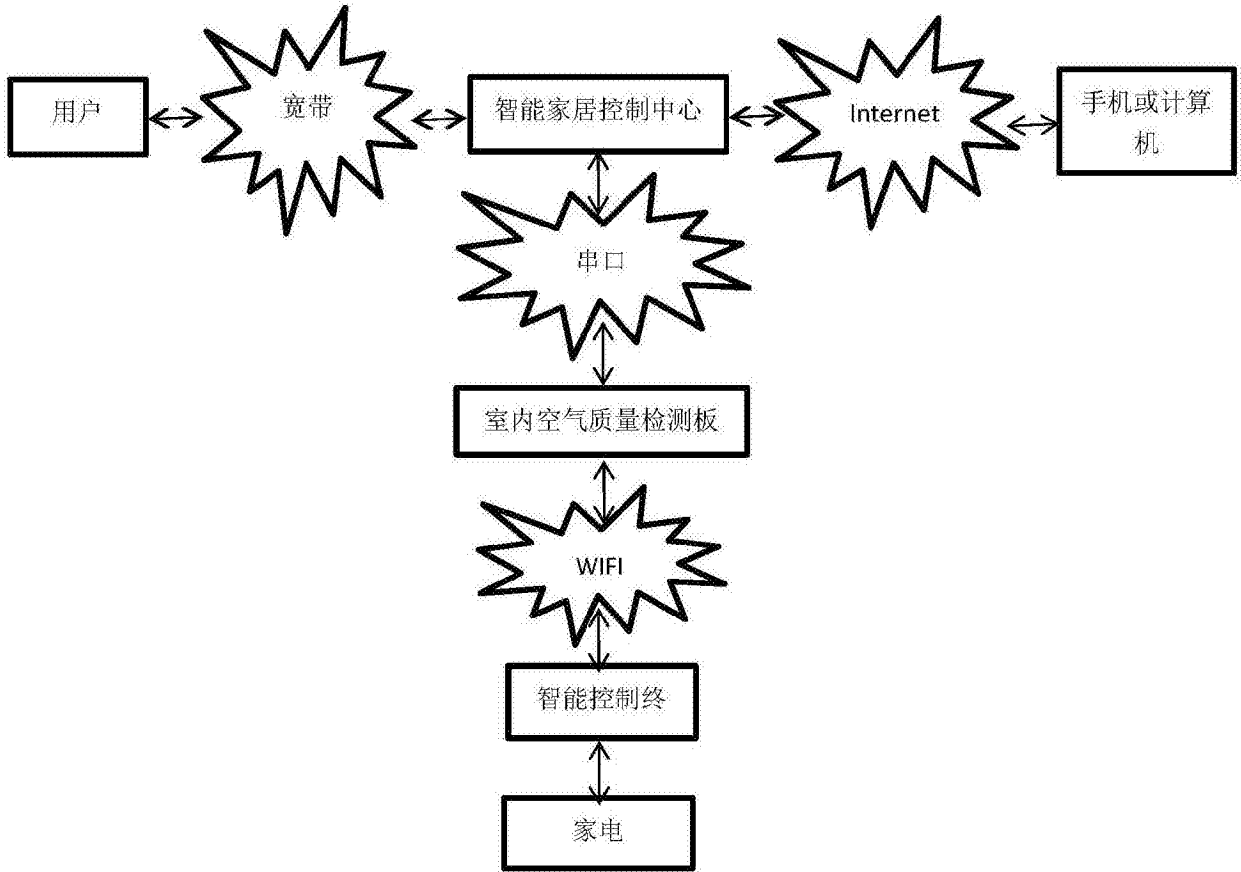 用户
宽带
智能家居控制中心
Internet
手机或计算
机
串口
室内空气质量检测板
WIFI
智能控制终
家电